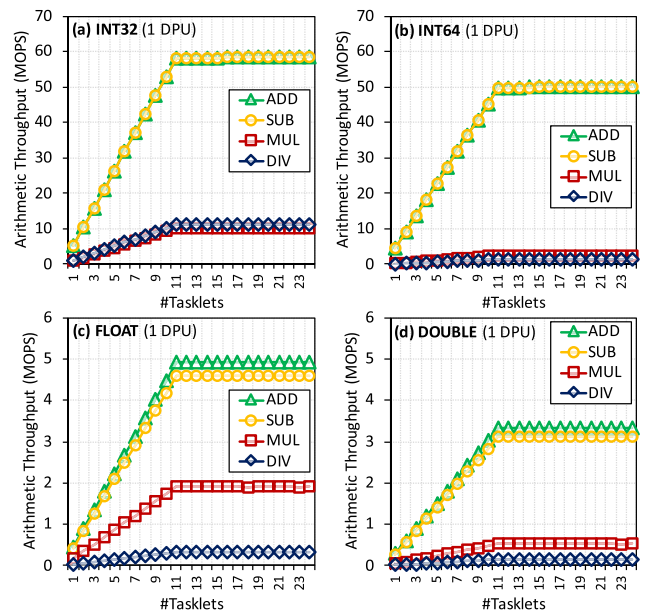 (a) INT32 (1 DPU)
Arithmetic Throughput (MOPS)
70
60
50
40
30
20
10
0
ADD
SUB
MUL
DIV
1 3 5 7 9 11 13 15 17 19 21 23
#Tasklets
(b) INT64 (1 DPU)
Arithmetic Throughput (MOPS)
70
60
50
40
30
20
10
0
ADD
SUB
MUL
DIV
1 3 5 7 9 11 13 15 17 19 21 23
#Tasklets
(c) FLOAT (1 DPU)
Arithmetic Throughput (MOPS)
6
5
4
3
2
1
0
ADD
SUB
MUL
DIV
1 3 5 7 9 11 13 15 17 19 21 23
#Tasklets
(d) DOUBLE (1 DPU)
Arithmetic Throughput (MOPS)
6
5
4
3
2
1
0
ADD
SUB
MUL
DIV
1 3 5 7 9 11 13 15 17 19 21 23
#Tasklets